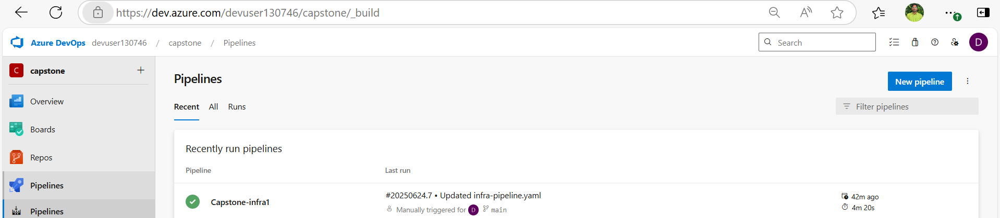 https://dev.azure.com/devuser130746/capstone/_build
Azure DevOps devuser130746 / capstone / Pipelines
Search
D
C capstone
Overview
Boards
Repos
Pipelines
Pipelines
Pipelines
New pipeline
Recent All Runs
Filter pipelines
Recently run pipelines
Pipeline Last run
Capstone-infra1
#20250624.7 • Updated infra-pipeline.yaml
Manually triggered for D main
42m ago
4m 20s